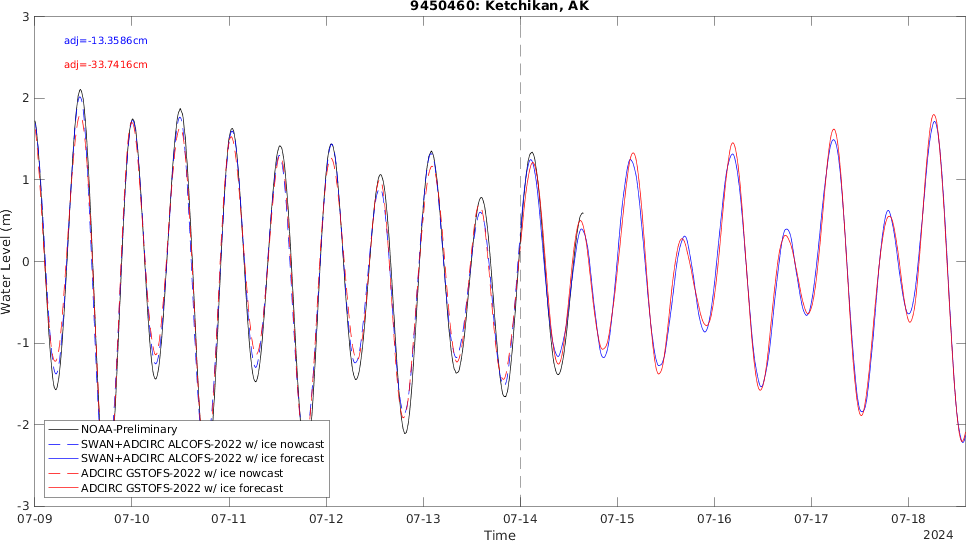 9450460: Ketchikan, AK
adj=-13.3586cm
adj=-33.7416cm
Water Level (m)
3
2
1
0
-1
-2
-3
NOAA-Preliminary
SWAN+ADCIRC ALCOFS-2022 w/ ice nowcast
SWAN+ADCIRC ALCOFS-2022 w/ ice forecast
ADCIRC GSTOFS-2022 w/ ice nowcast
ADCIRC GSTOFS-2022 w/ ice forecast
07-09 07-10 07-11 07-12 07-13 07-14 07-15 07-16 07-17 07-18
Time
2024